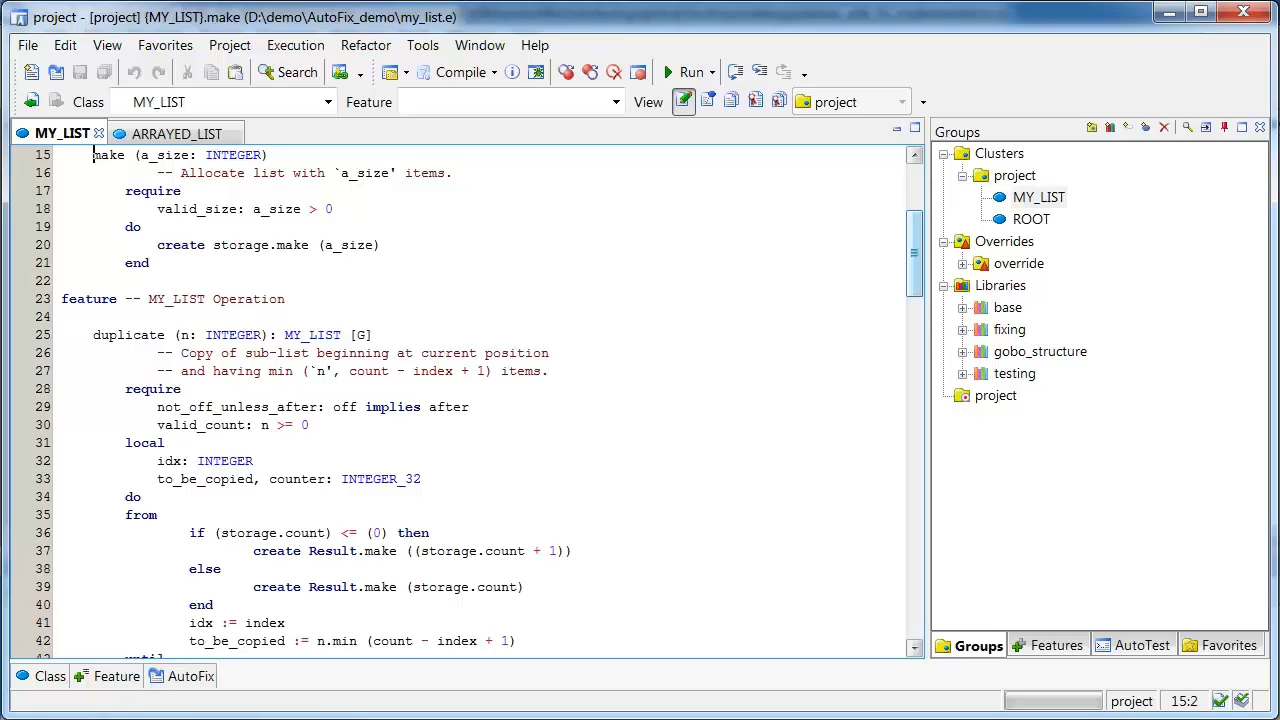 project - [project] {MY_LIST}.make (D:\demo\AutoFix_demo\my_list.e)
File Edit View Favorites Project Execution Refactor Tools Window Help
Search Compile Run
Class MY_LIST Feature View project
MY_LIST ARRAYED_LIST
15 make (a_size: INTEGER)
16 -- Allocate list with `a_size' items.
17 require
18 valid_size: a_size > 0
19 do
20 create storage.make (a_size)
21 end
22
23 feature -- MY_LIST Operation
24
25 duplicate (n: INTEGER): MY_LIST [G]
26 -- Copy of sub-list beginning at current position
27 -- and having min (`n', count - index + 1) items.
28 require
29 not_off_unless_after: off implies after
30 valid_count: n >= 0
31 local
32 idx: INTEGER
33 to_be_copied, counter: INTEGER_32
34 do
35 from
36 if (storage.count) <= (0) then
37 create Result.make ((storage.count + 1))
38 else
39 create Result.make (storage.count)
40 end
41 idx := index
42 to_be_copied := n.min (count - index + 1)
43 until
Groups
Clusters
project
MY_LIST
ROOT
Overrides
override
Libraries
base
fixing
gobo_structure
testing
project
Groups Features AutoTest Favorites
Class Feature AutoFix
project 15:2